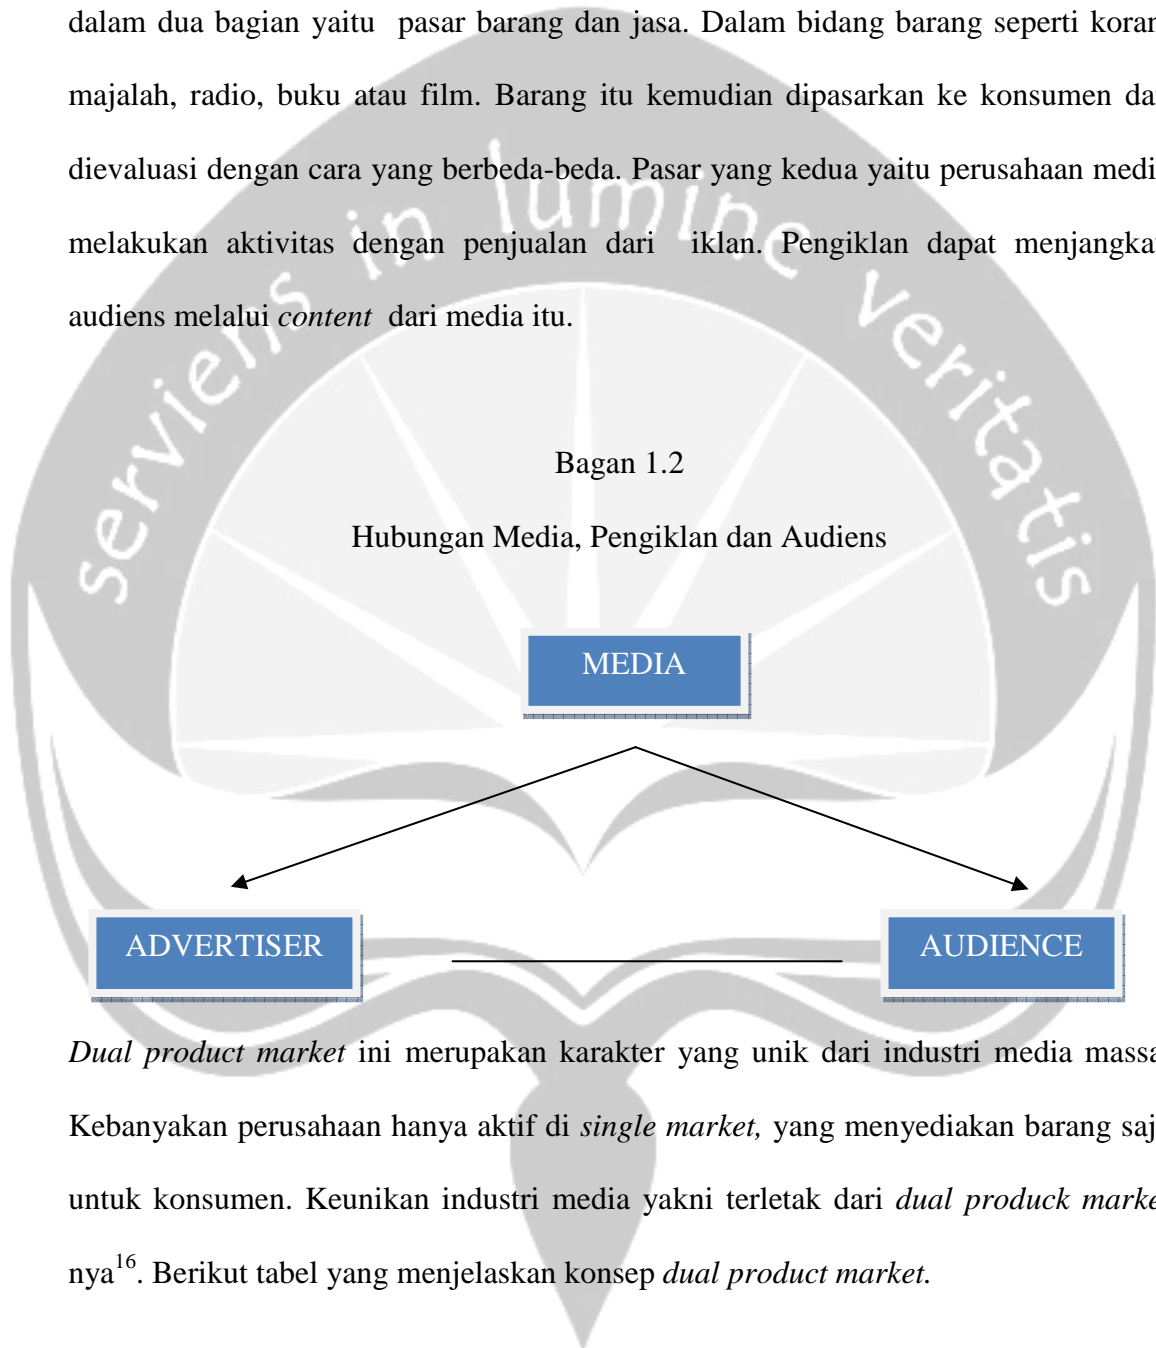 dalam dua bagian yaitu pasar barang dan jasa. Dalam bidang barang seperti koran
majalah, radio, buku atau film. Barang itu kemudian dipasarkan ke konsumen da
dievaluasi dengan cara yang berbeda-beda. Pasar yang kedua yaitu perusahaan medi
melakukan aktivitas dengan penjualan dari iklan. Pengiklan dapat menjangka
audiens melalui content dari media itu.
serviens in lumine veritatis
Bagan 1.2
Hubungan Media, Pengiklan dan Audiens
MEDIA
ADVERTISER
AUDIENCE
Dual product market ini merupakan karakter yang unik dari industri media massa
Kebanyakan perusahaan hanya aktif di single market, yang menyediakan barang saj
untuk konsumen. Keunikan industri media yakni terletak dari dual produck marke
nya16. Berikut tabel yang menjelaskan konsep dual product market.